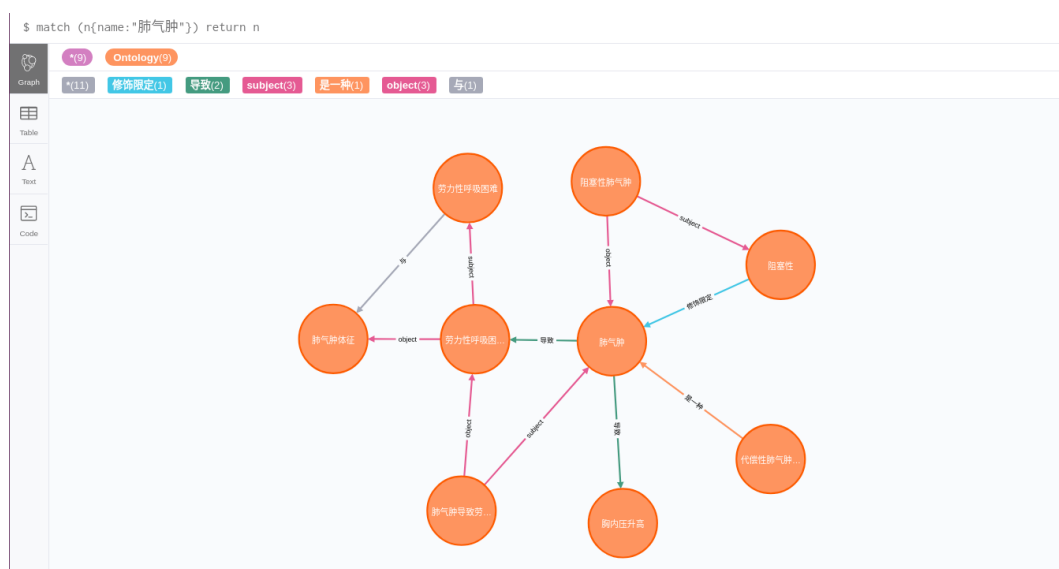 $ match (n{name:"肺气肿"}) return n
*(9) Ontology(9)
*(11) 修饰限定(1) 导致(2) subject(3) 是一种(1) object(3) 与(1)
Graph
Table
Text
Code
劳力性呼吸困难
阻塞性肺气肿
subject
与
subject
object
阻塞性
修饰限定
肺气肿体征
object
劳力性呼吸困...
导致
肺气肿
object
subject
导致
是一种
代偿性肺气肿...
肺气肿导致劳...
胸内压升高